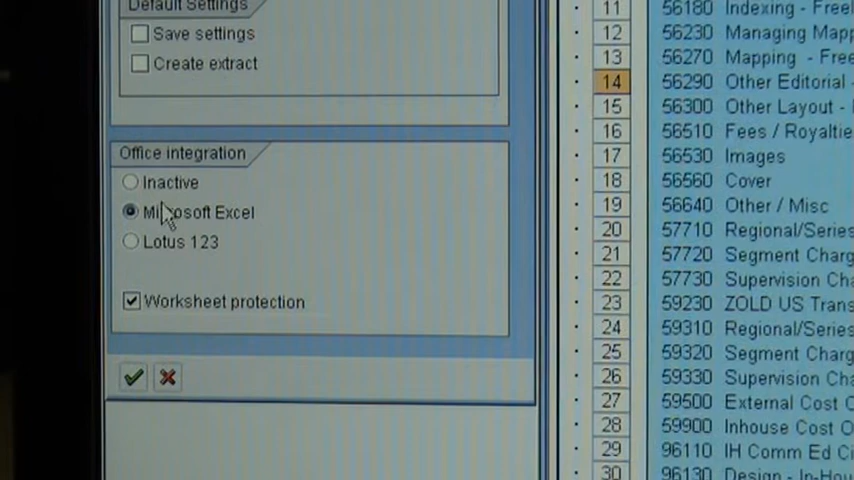 Default Settings
Save settings
Create extract
Office integration
Inactive
Microsoft Excel
Lotus 123
Worksheet protection
11 56180 Indexing - Freel
12 56230 Managing Mapp
13 56270 Mapping - Free
14 56290 Other Editorial -
15 56300 Other Layout -
16 56510 Fees / Royaltie
17 56530 Images
18 56560 Cover
19 56640 Other / Misc
20 57710 Regional/Series
21 57720 Segment Charg
22 57730 Supervision Cha
23 59230 ZOLD US Trans
24 59310 Regional/Series
25 59320 Segment Charg
26 59330 Supervision Cha
27 59500 External Cost O
28 59900 Inhouse Cost O
29 96110 IH Comm Ed Ci
30 96130 Design - In-Hou